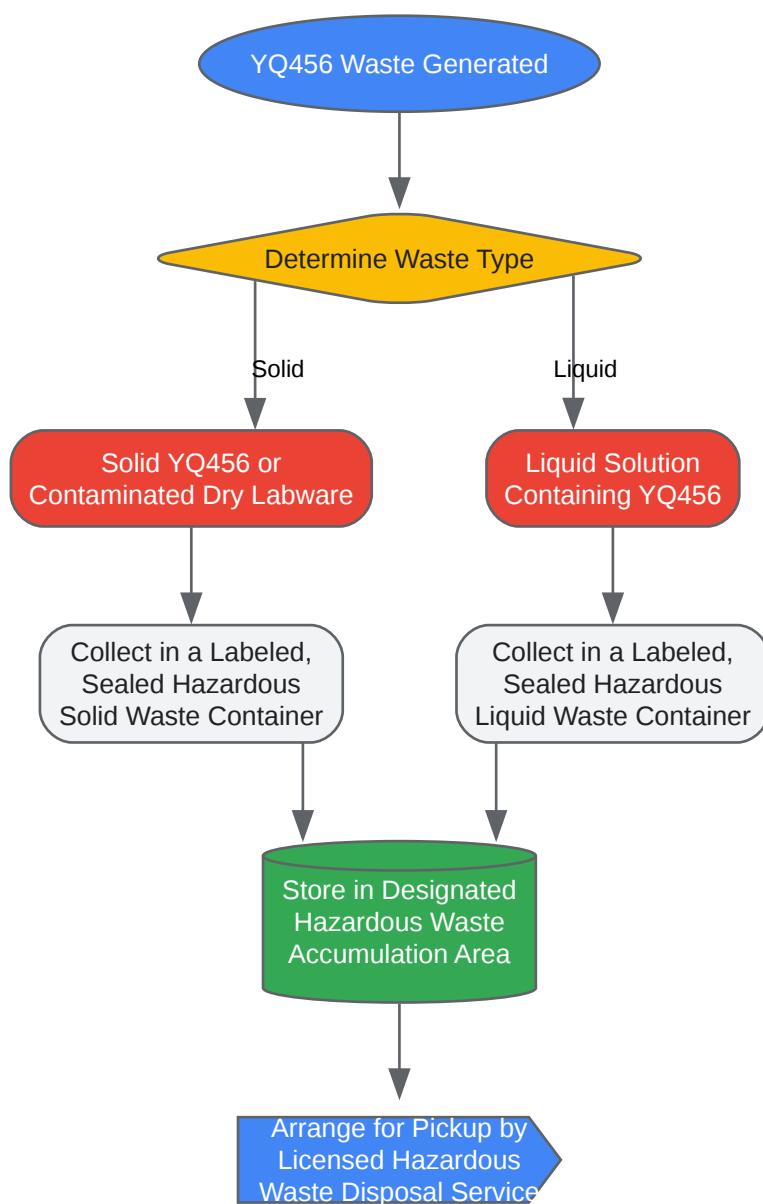 YQ456 Waste Generated
Determine Waste Type
Solid
Liquid
Solid YQ456 or
Contaminated Dry Labware
Liquid Solution
Containing YQ456
Collect in a Labeled,
Sealed Hazardous
Solid Waste Container
Collect in a Labeled,
Sealed Hazardous
Liquid Waste Container
Store in Designated
Hazardous Waste
Accumulation Area
Arrange for Pickup by
Licensed Hazardous
Waste Disposal Service